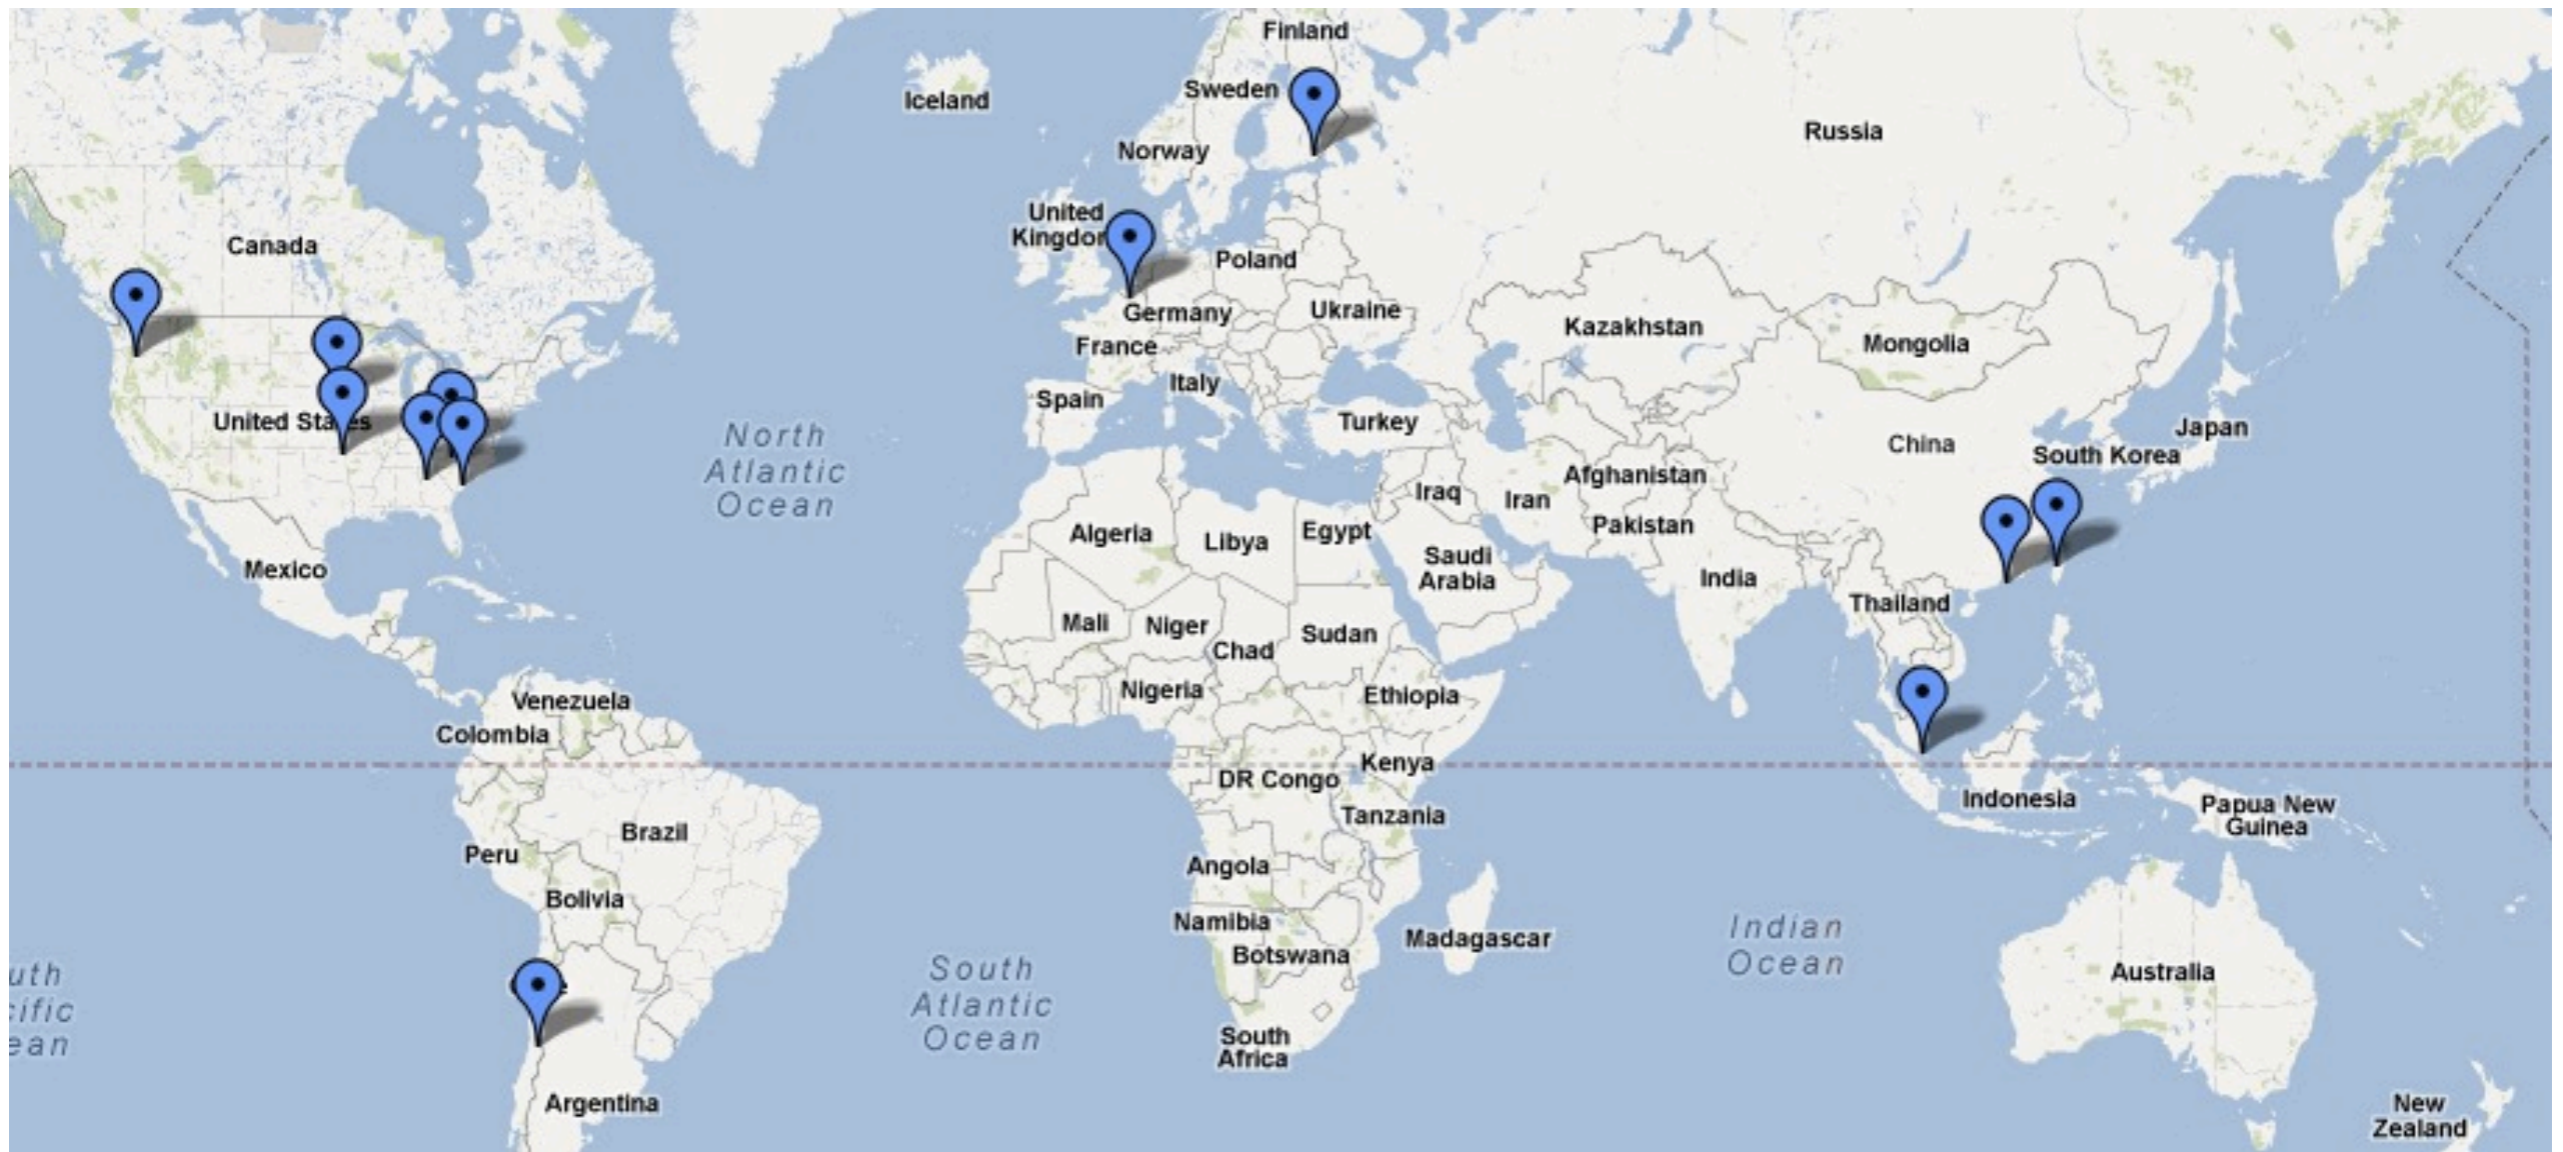 Finland
Sweden
Iceland
Norway
Russia
United
Kingdom
Canada
Poland
Germany
Ukraine
Kazakhstan
Mongolia
France
Italy
Spain
United States
Turkey
North
Atlantic
Ocean
China
Japan
South Korea
Afghanistan
Iraq
Iran
Pakistan
Algeria
Libya
Egypt
Saudi
Arabia
India
Mexico
Thailand
Mali
Niger
Chad
Sudan
Nigeria
Ethiopia
Venezuela
Colombia
Kenya
DR Congo
Tanzania
Indonesia
Papua New
Guinea
Brazil
Peru
Angola
Bolivia
Namibia
Botswana
Madagascar
Indian
Ocean
Australia
uth
cific
ean
South
Atlantic
Ocean
South
Africa
Argentina
New
Zealand